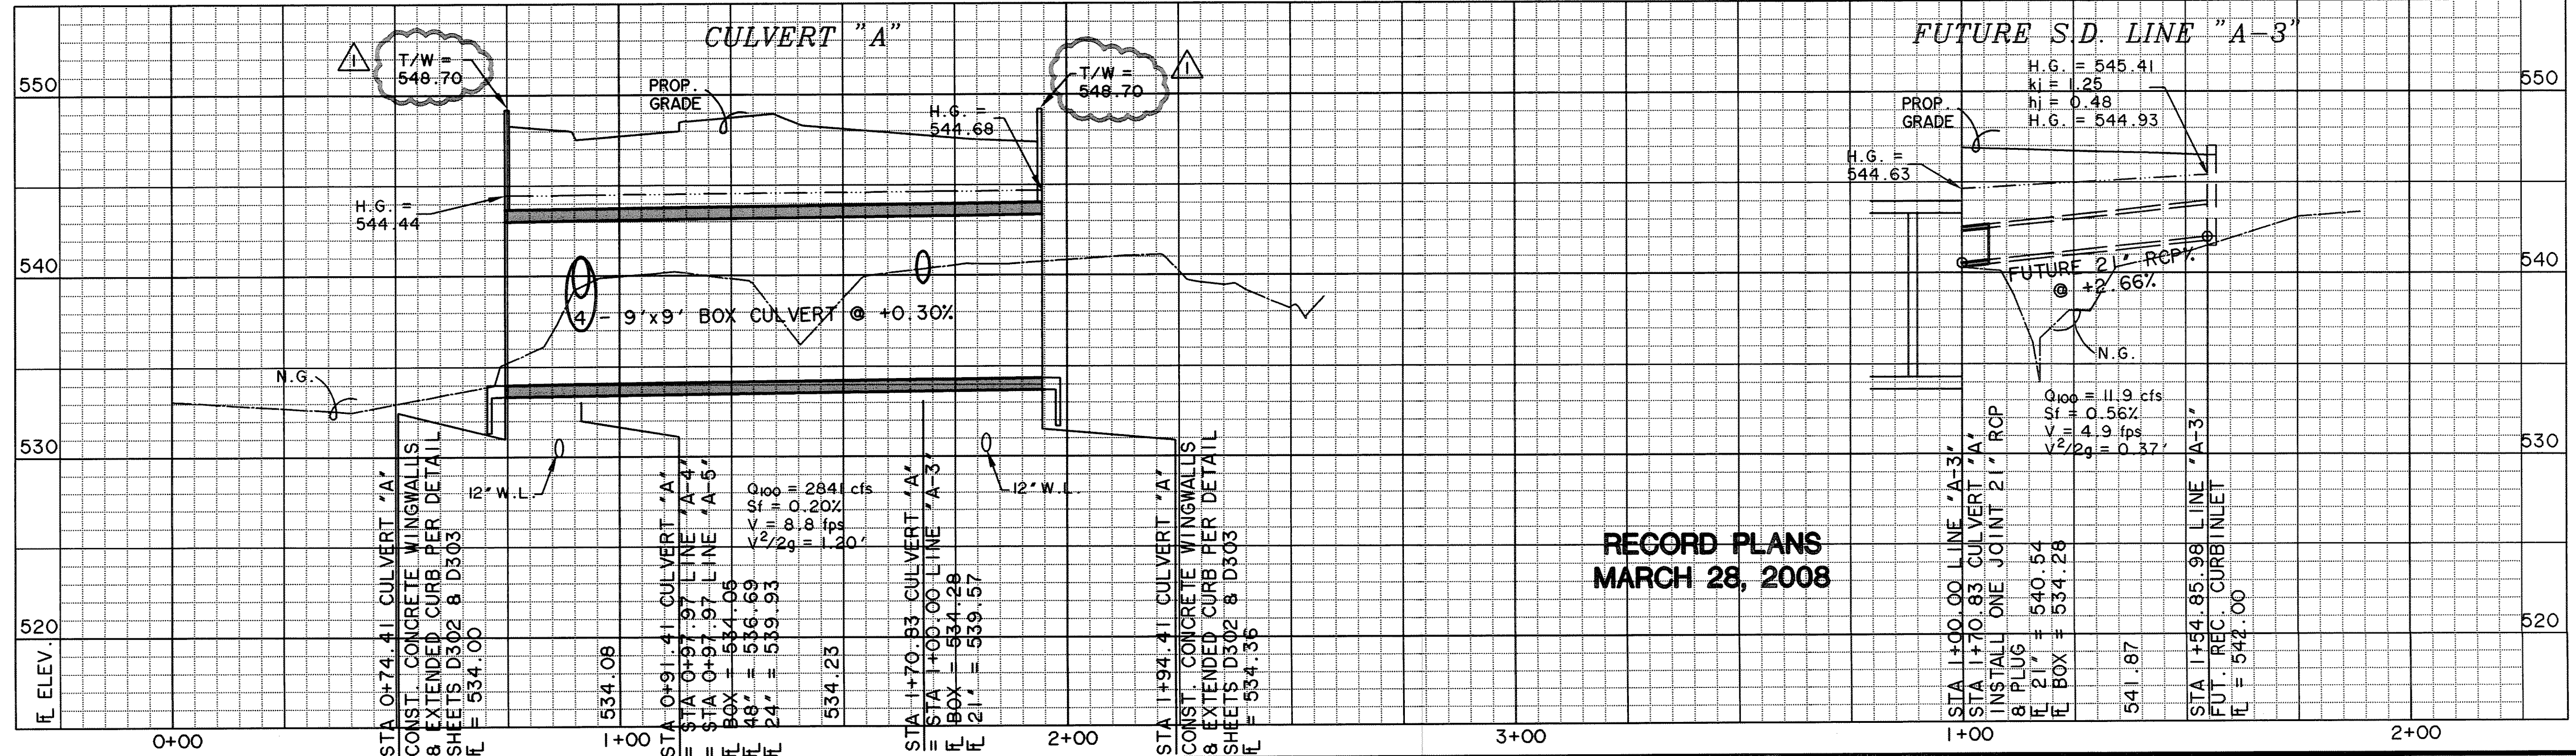 CULVERT "A"
FUTURE S.D. LINE "A-3"
1
T/W =
548.70
PROP.
GRADE
H.G. =
544.68
T/W =
548.70
1
H.G. =
544.44
550
540
530
520
FL ELEV.
4 - 9'x9' BOX CULVERT @ +0.30%
N.G.
12" W.L.
12" W.L.
Q100 = 2841 cfs
Sf = 0.20%
V = 8.8 fps
V²/2g = 1.20'
STA 0+74.41 CULVERT "A"
CONST. CONCRETE WINGWALLS
& EXTENDED CURB PER DETAIL
SHEETS D302 & D303
FL = 534.00
534.08
STA 0+91.41 CULVERT "A"
= STA 0+97.97 LINE "A-4"
= STA 0+97.97 LINE "A-5"
FL BOX = 534.05
FL 48" = 536.69
FL 24" = 539.93
534.23
STA 1+70.83 CULVERT "A"
= STA 1+00.00 LINE "A-3"
FL BOX = 534.28
FL 21" = 539.57
STA 1+94.41 CULVERT "A"
CONST. CONCRETE WINGWALLS
& EXTENDED CURB PER DETAIL
SHEETS D302 & D303
FL = 534.36
0+00
1+00
2+00
3+00
RECORD PLANS
MARCH 28, 2008
H.G. = 545.41
kj = 1.25
hj = 0.48
H.G. = 544.93
PROP.
GRADE
H.G. =
544.63
FUTURE 21" RCP
@ +2.66%
N.G.
Q100 = 11.9 cfs
Sf = 0.56%
V = 4.9 fps
V²/2g = 0.37'
STA 1+00.00 LINE "A-3"
STA 1+70.83 CULVERT "A"
INSTALL ONE JOINT 21" RCP
& PLUG
FL 21" = 540.54
FL BOX = 534.28
541.87
STA 1+54.85.98 LINE "A-3"
FUT. REC. CURB INLET
FL = 542.00
550
540
530
520
1+00
2+00